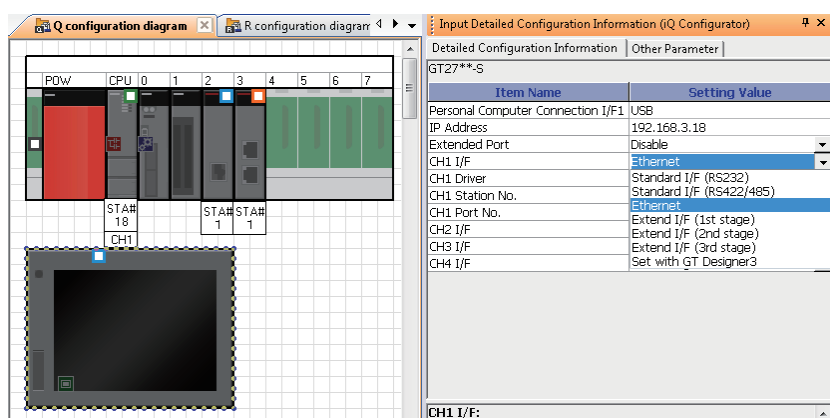 Q configuration diagram
R configuration diagram
Input Detailed Configuration Information (iQ Configurator)
Detailed Configuration Information
Other Parameter
GT27**-S
Item Name Setting Value
Personal Computer Connection I/F1 USB
IP Address 192.168.3.18
Extended Port Disable
CH1 I/F Ethernet
CH1 Driver
CH1 Station No.
CH1 Port No.
CH2 I/F
CH3 I/F
CH4 I/F
Standard I/F (RS232)
Standard I/F (RS422/485)
Ethernet
Extend I/F (1st stage)
Extend I/F (2nd stage)
Extend I/F (3rd stage)
Set with GT Designer3
CH1 I/F:
POW CPU 0 1 2 3 4 5 6 7
STA# STA# STA#
18 1 1
CH1